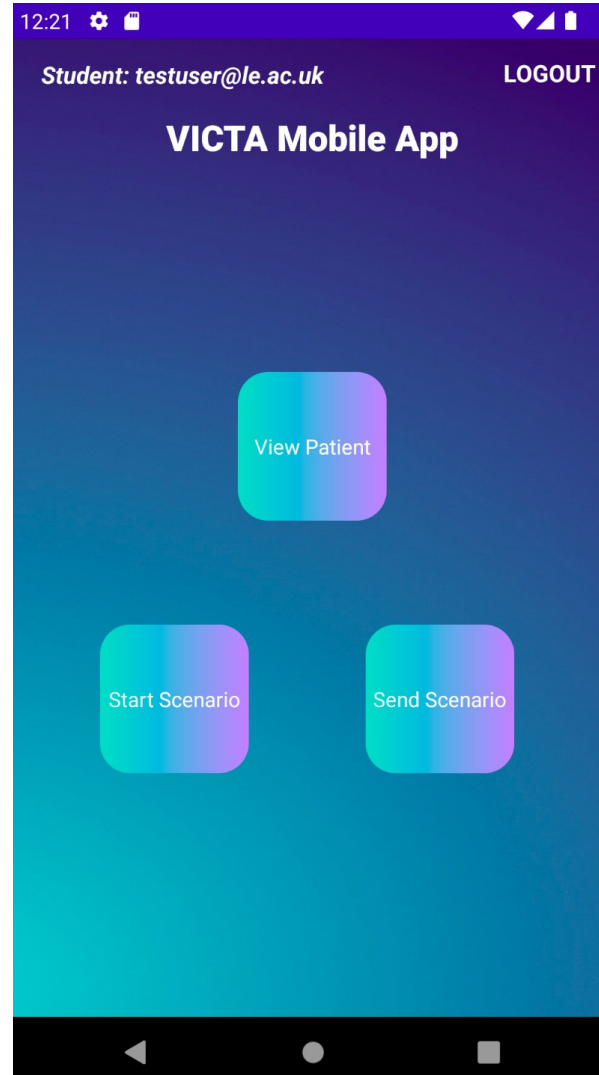 12:21
Student: testuser@le.ac.uk LOGOUT
VICTA Mobile App
View Patient
Start Scenario Send Scenario